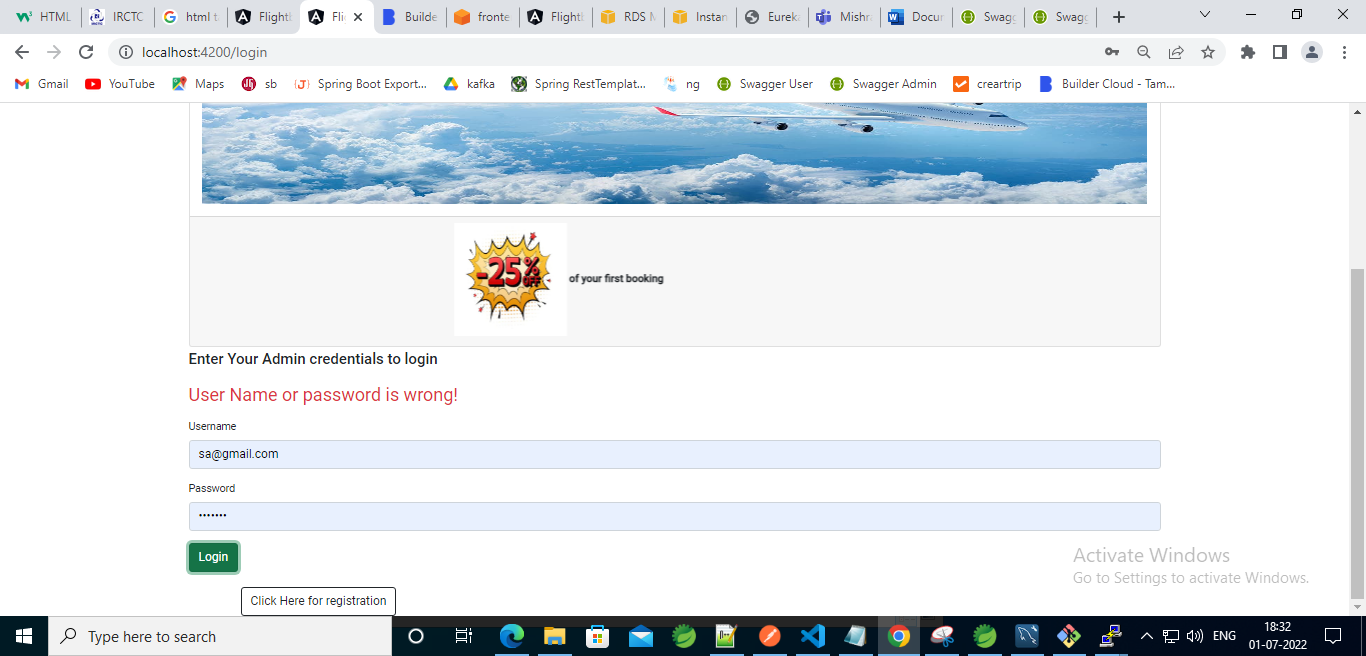 HTML
IRCTC
html t
Flight
Fli
Builde
fronte
Flight
RDS M
Instan
Eureka
Mishra
Docun
Swagg
Swagg
localhost:4200/login
Gmail
YouTube
Maps
sb
Spring Boot Export...
kafka
Spring RestTemplat...
ng
Swagger User
Swagger Admin
creartrip
Builder Cloud - Tam...
-25% OFF
of your first booking
Enter Your Admin credentials to login
User Name or password is wrong!
Username
sa@gmail.com
Password
•••••••
Login
Click Here for registration
Activate Windows
Go to Settings to activate Windows.
Type here to search
ENG
18:32
01-07-2022